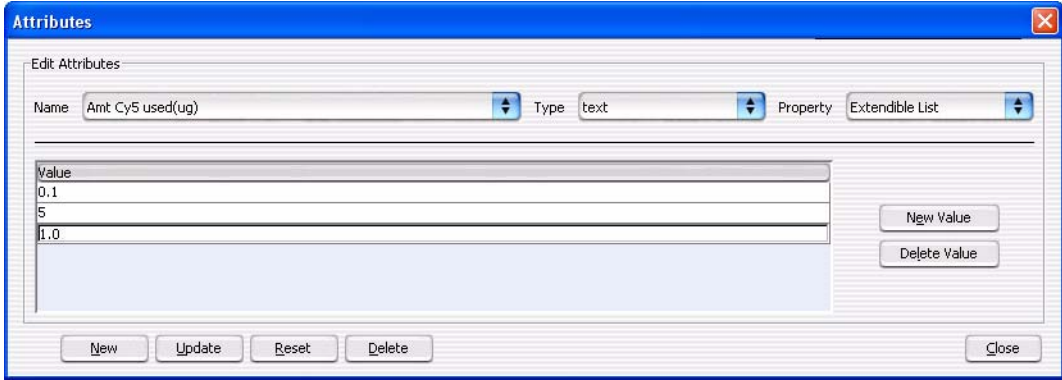 Attributes
Edit Attributes
Name Amt Cy5 used(ug) Type text Property Extendible List
Value
0.1
5
1.0
New Value
Delete Value
New Update Reset Delete Close